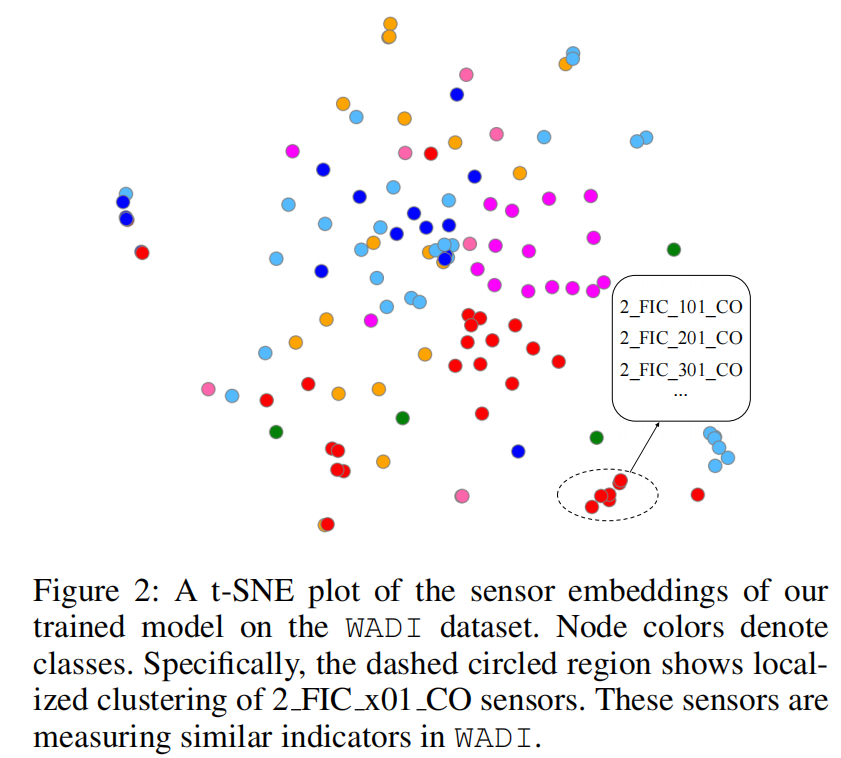 2_FIC_101_CO
2_FIC_201_CO
2_FIC_301_CO
...
Figure 2: A t-SNE plot of the sensor embeddings of our
trained model on the WADI dataset. Node colors denote
classes. Specifically, the dashed circled region shows local-
ized clustering of 2_FIC_x01_CO sensors. These sensors are
measuring similar indicators in WADI.